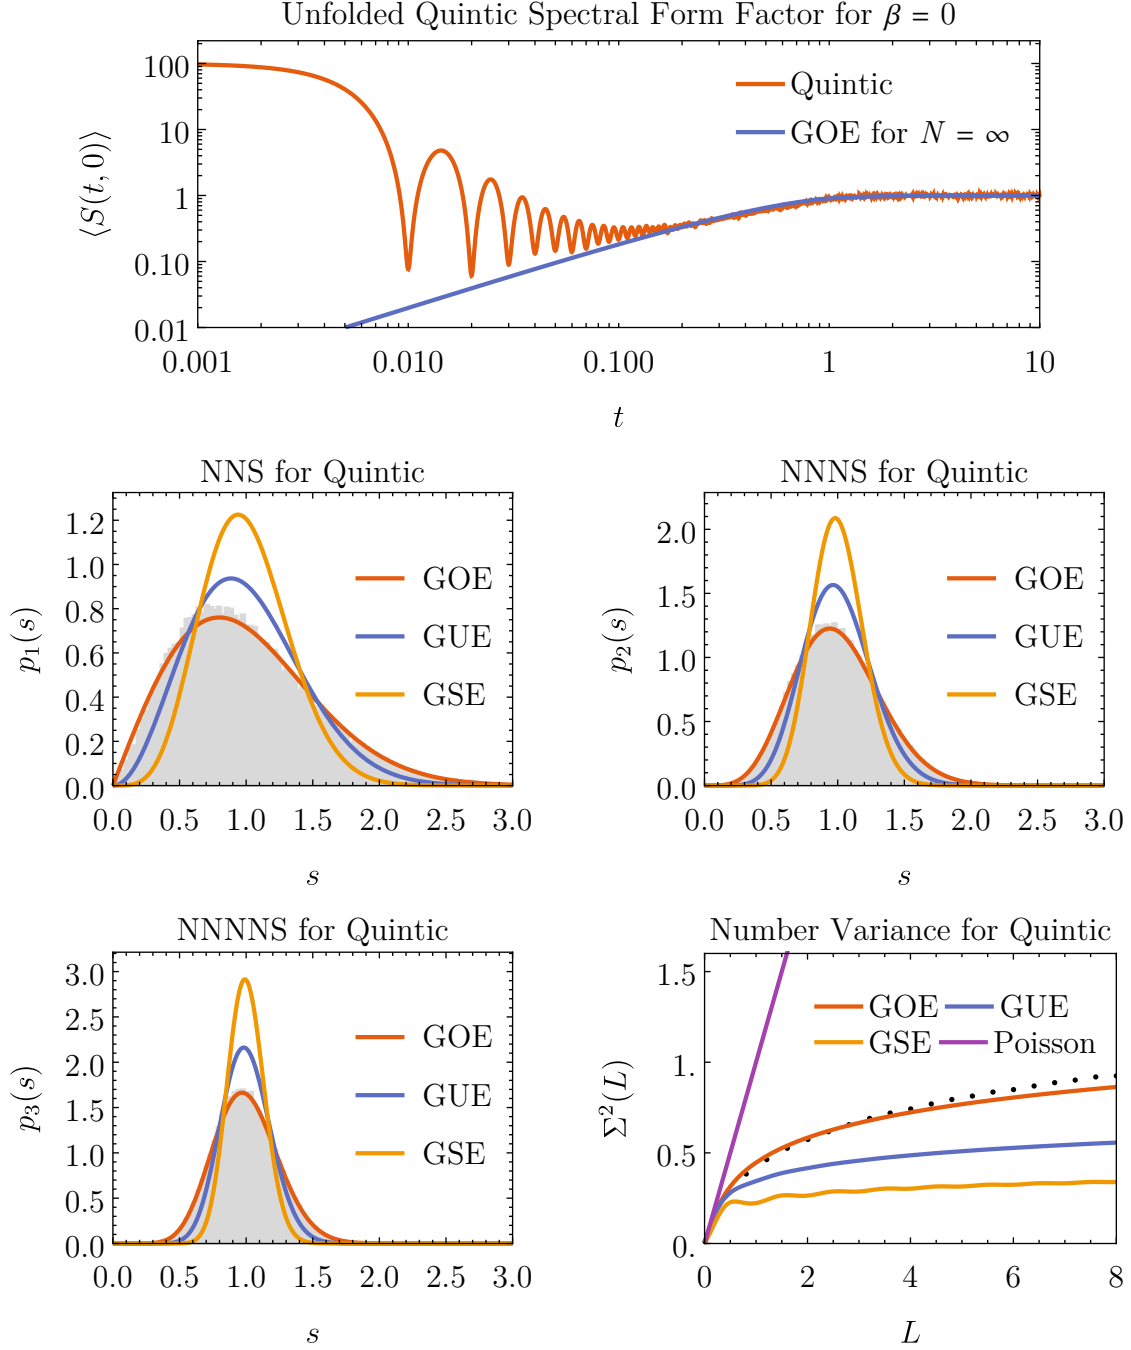 Unfolded Quintic Spectral Form Factor for β = 0
⟨S(t, 0)⟩
100
10
1
0.10
0.01
Quintic
GOE for N = ∞
0.001 0.010 0.100 1 10
t
NNS for Quintic
p₁(s)
1.2
1.0
0.8
0.6
0.4
0.2
0.0
GOE
GUE
GSE
0.0 0.5 1.0 1.5 2.0 2.5 3.0
s
NNNS for Quintic
p₂(s)
2.0
1.5
1.0
0.5
0.0
GOE
GUE
GSE
0.0 0.5 1.0 1.5 2.0 2.5 3.0
s
NNNNS for Quintic
p₃(s)
3.0
2.5
2.0
1.5
1.0
0.5
0.0
GOE
GUE
GSE
0.0 0.5 1.0 1.5 2.0 2.5 3.0
s
Number Variance for Quintic
Σ²(L)
1.5
1.
0.5
0.
GOE GUE
GSE Poisson
0 2 4 6 8
L